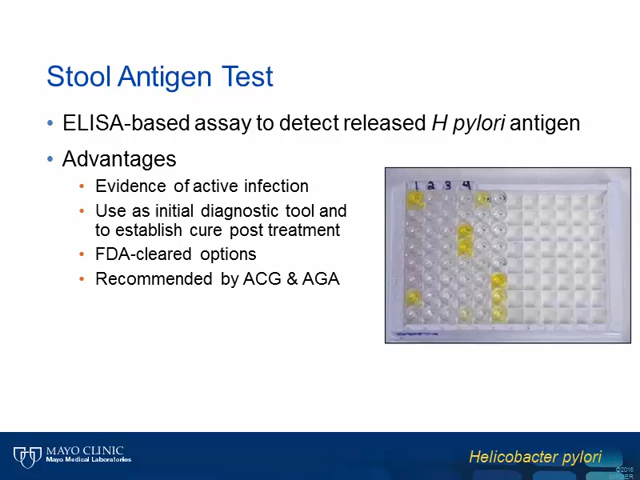 Stool Antigen Test
• ELISA-based assay to detect released H pylori antigen
• Advantages
• Evidence of active infection
• Use as initial diagnostic tool and
to establish cure post treatment
• FDA-cleared options
• Recommended by ACG & AGA
1 2 3 4
MAYO CLINIC
Mayo Medical Laboratories
Helicobacter pylori
©2016